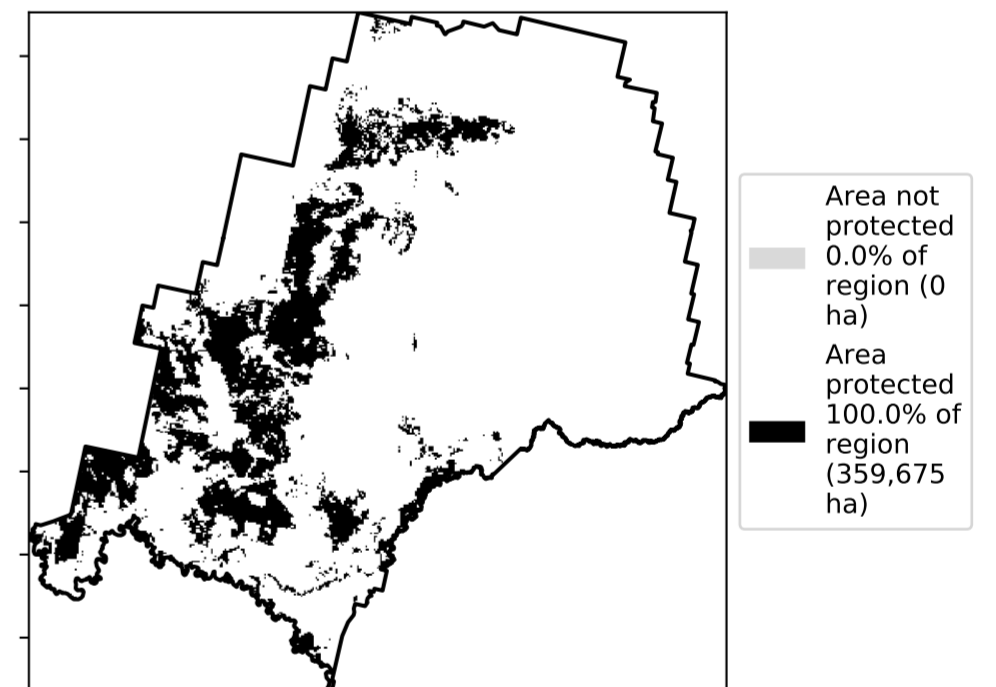 Area not
protected
0.0% of
region (0
ha)
Area
protected
100.0% of
region
(359,675
ha)